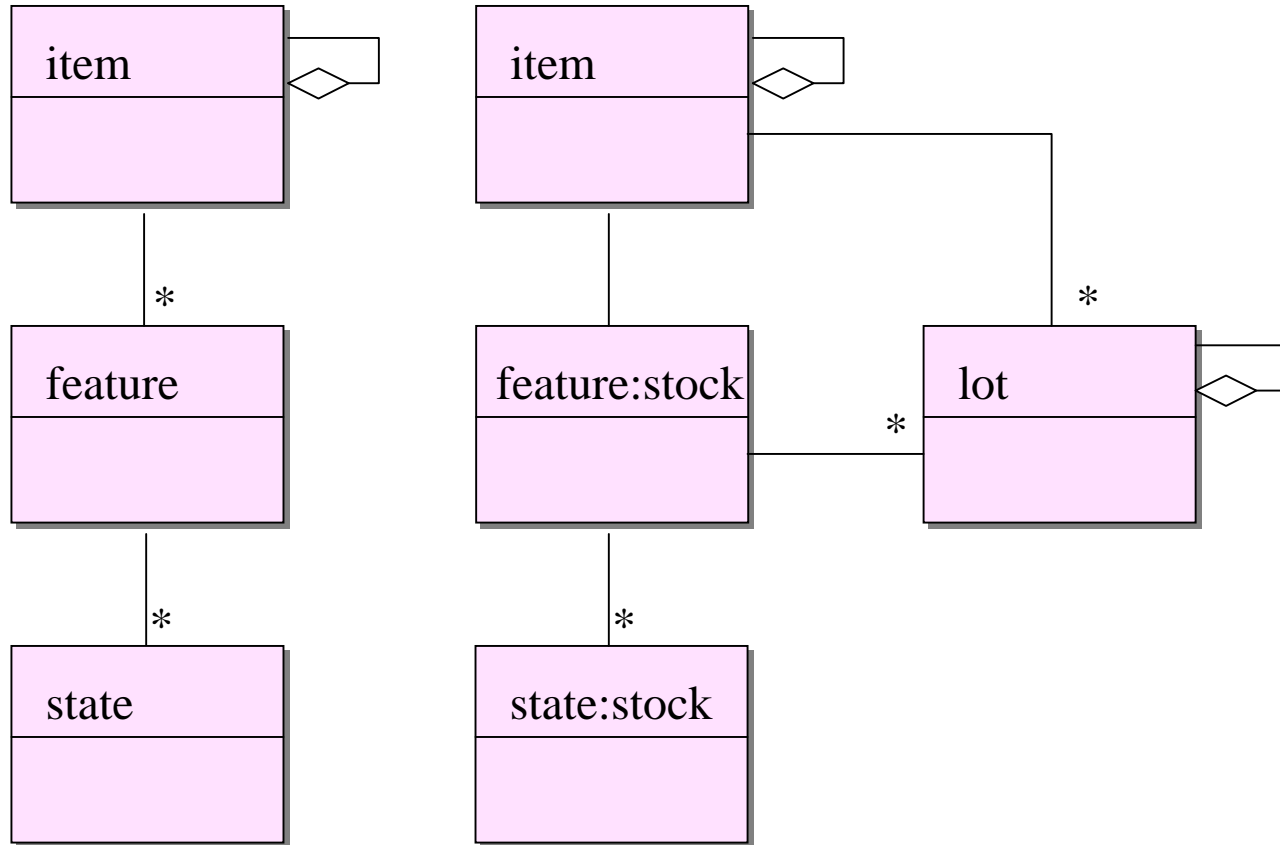 item
*
feature
*
state
item
*
feature:stock
*
lot
*
state:stock